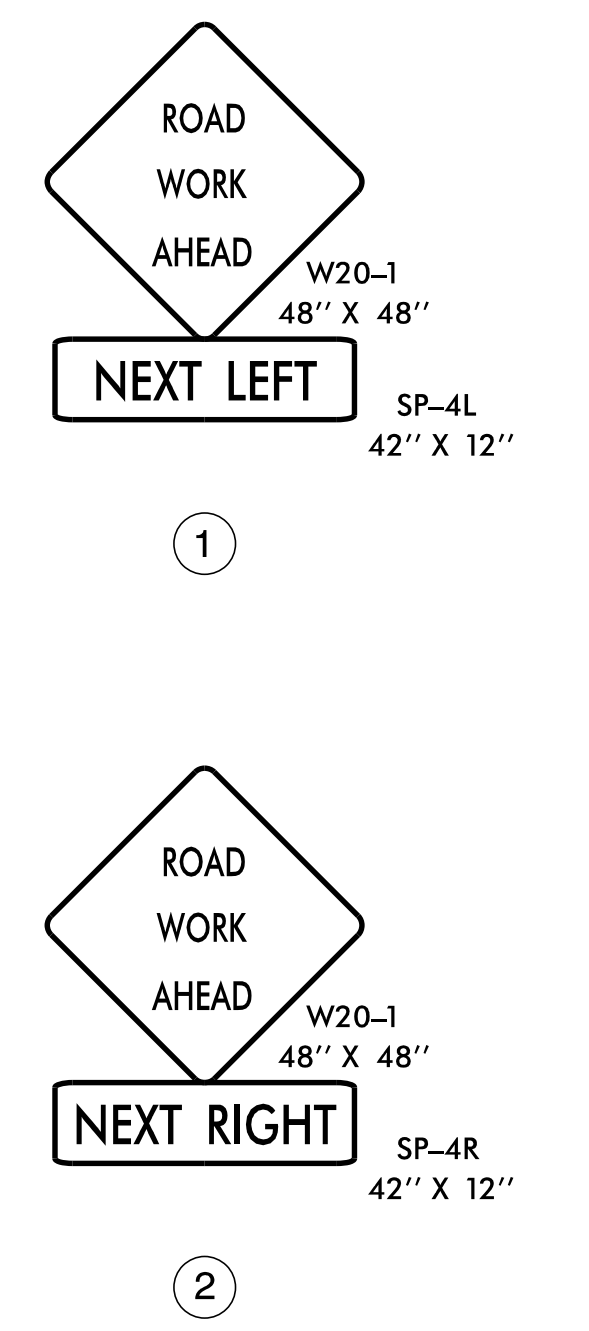 ROAD
WORK
AHEAD
W20–1
48'' X 48''
NEXT LEFT
SP–4L
42'' X 12''
1
ROAD
WORK
AHEAD
W20–1
48'' X 48''
NEXT RIGHT
SP–4R
42'' X 12''
2